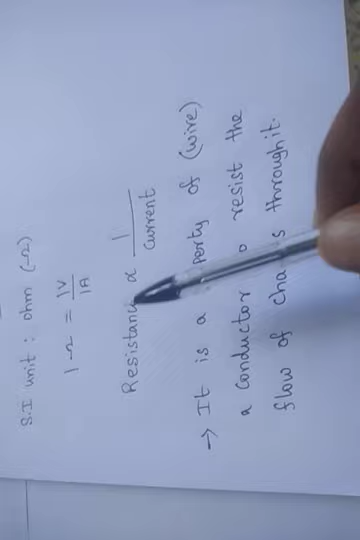 S.I unit : ohm (Ω)
1 Ω = 1V/1A
Resistanc ∝ 1/current
→ It is a perty of (wire)
a conductor o resist the
flow of cha s through it.